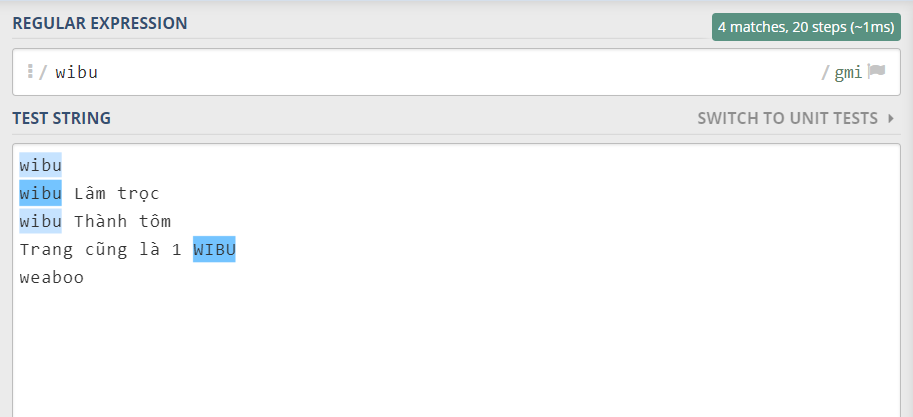 REGULAR EXPRESSION
4 matches, 20 steps (~1ms)
/ wibu / gmi
TEST STRING
SWITCH TO UNIT TESTS
wibu
wibu Lâm trọc
wibu Thành tôm
Trang cũng là 1 WIBU
weaboo